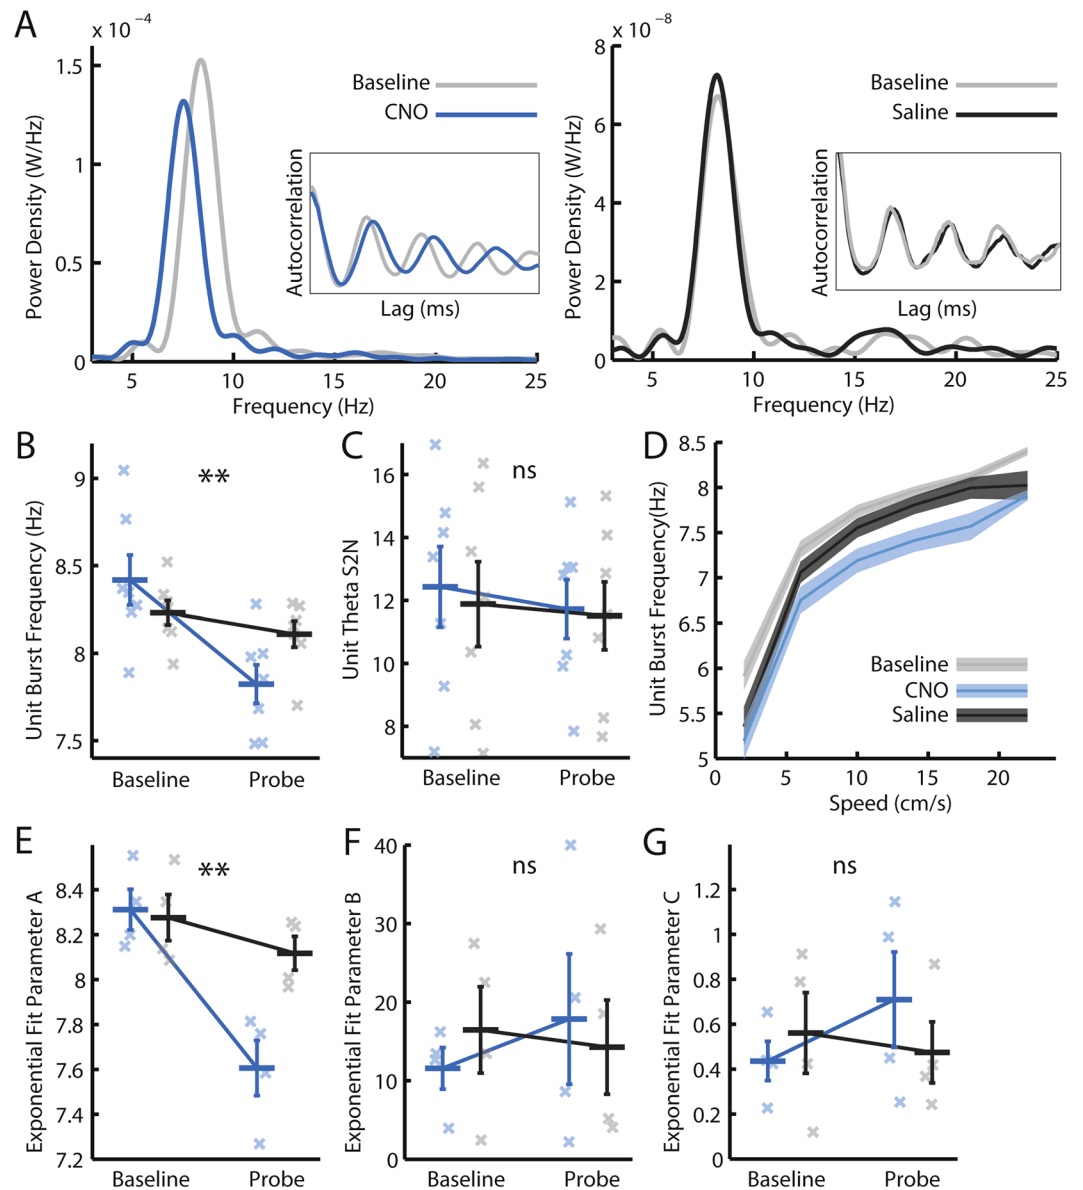 A
x 10 −4
Power Density (W/Hz)
1.5
1
0.5
0
5
10
15
20
25
Frequency (Hz)
Baseline
CNO
Autocorrelation
Lag (ms)
x 10 −8
Power Density (W/Hz)
8
6
4
2
0
5
10
15
20
25
Frequency (Hz)
Baseline
Saline
Autocorrelation
Lag (ms)
B
Unit Burst Frequency (Hz)
9
8.5
8
7.5
**
Baseline
Probe
C
Unit Theta S2N
16
14
12
10
8
ns
Baseline
Probe
D
Unit Burst Frequency(Hz)
8.5
8
7.5
7
6.5
6
5.5
5
0
5
10
15
20
Speed (cm/s)
Baseline
CNO
Saline
E
Exponential Fit Parameter A
8.4
8.2
8
7.8
7.6
7.4
7.2
**
Baseline
Probe
F
Exponential Fit Parameter B
40
30
20
10
0
ns
Baseline
Probe
G
Exponential Fit Parameter C
1.2
1
0.8
0.6
0.4
0.2
0
ns
Baseline
Probe